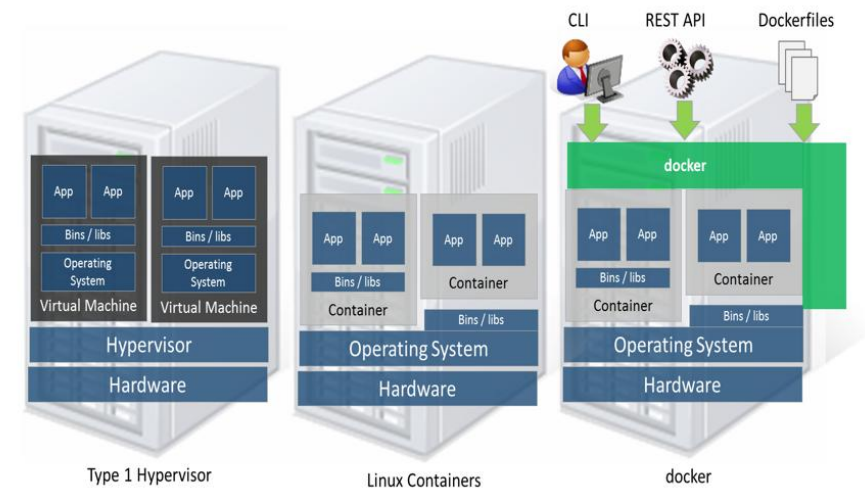 CLI REST API Dockerfiles
docker
App App App App
Bins / libs Bins / libs
Operating System Operating System
Virtual Machine Virtual Machine
Hypervisor
Hardware
Type 1 Hypervisor
App App App App
Bins / libs Container
Container Bins / libs
Operating System
Hardware
Linux Containers
App App App App
Bins / libs Container
Container Bins / libs
Operating System
Hardware
docker